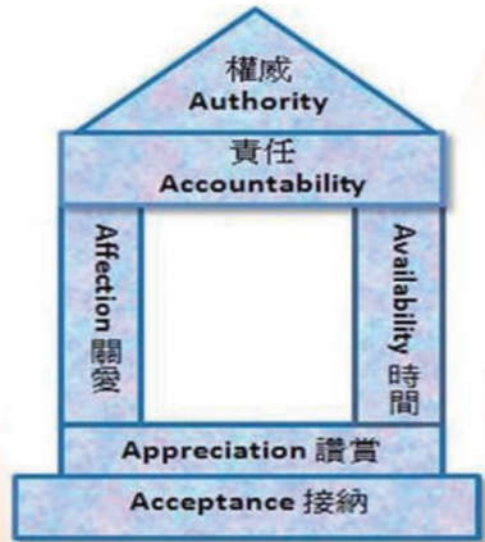 權威
Authority
責任
Accountability
Affection 關愛
Availability 時間
Appreciation 讚賞
Acceptance 接納